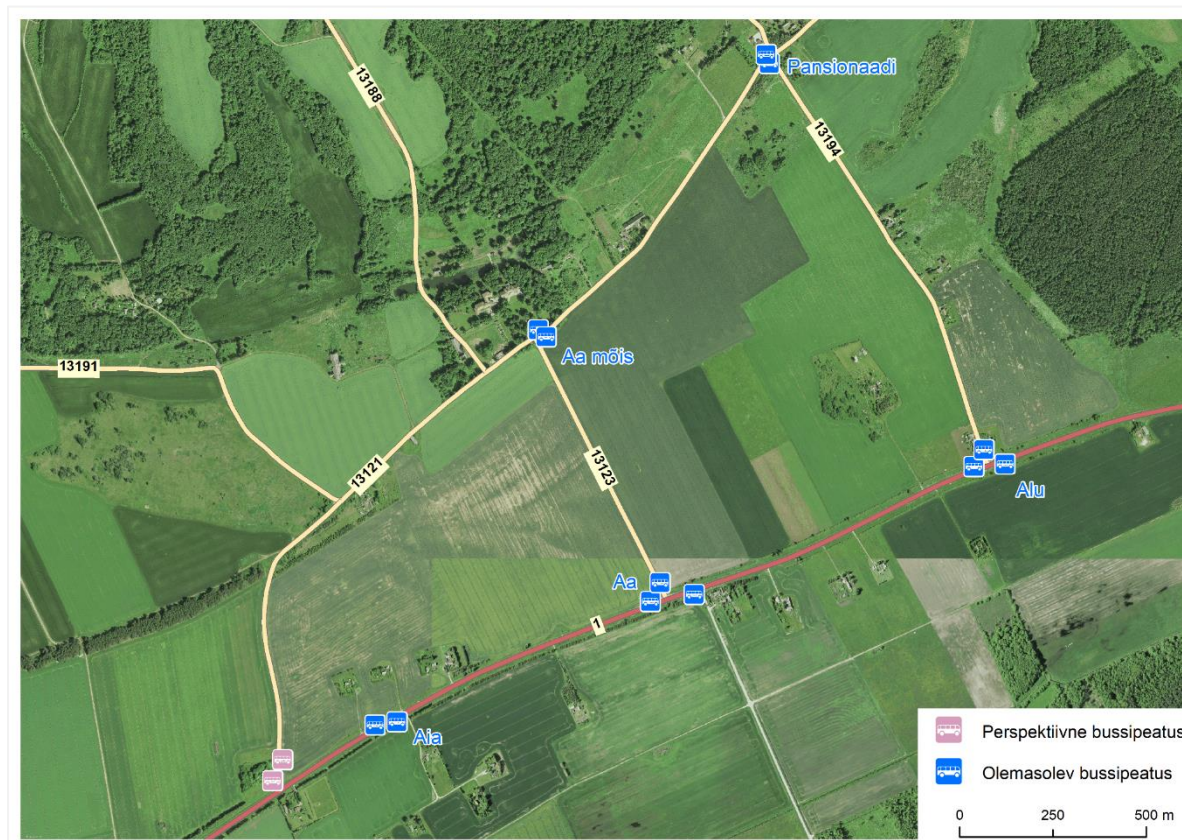 13188
Pansionaadi
13194
Aa mõis
13191
13121
13123
Alu
Aa
1
Aia
Perspektiivne bussipeatus
Olemasolev bussipeatus
0 250 500 m